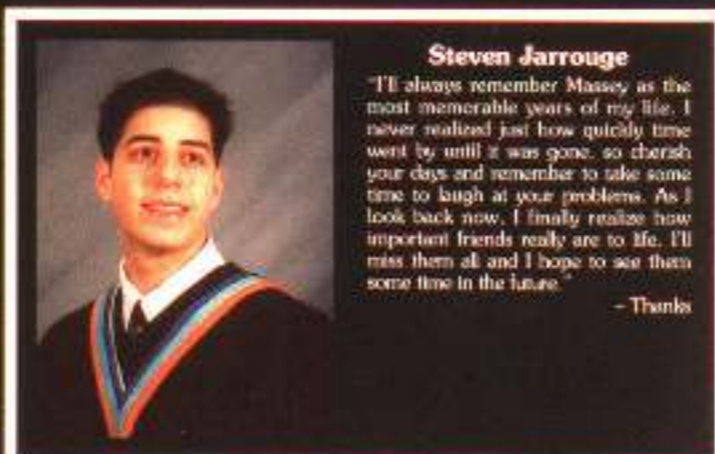 Steven Jarrouge
"I'll always remember Massey as the
most memorable years of my life. I
never realized just how quickly time
went by until it was gone, so cherish
your days and remember to take some
time to laugh at your problems. As I
look back now, I finally realize how
important friends really are to life. I'll
miss them all and I hope to see them
some time in the future."
- Thanks